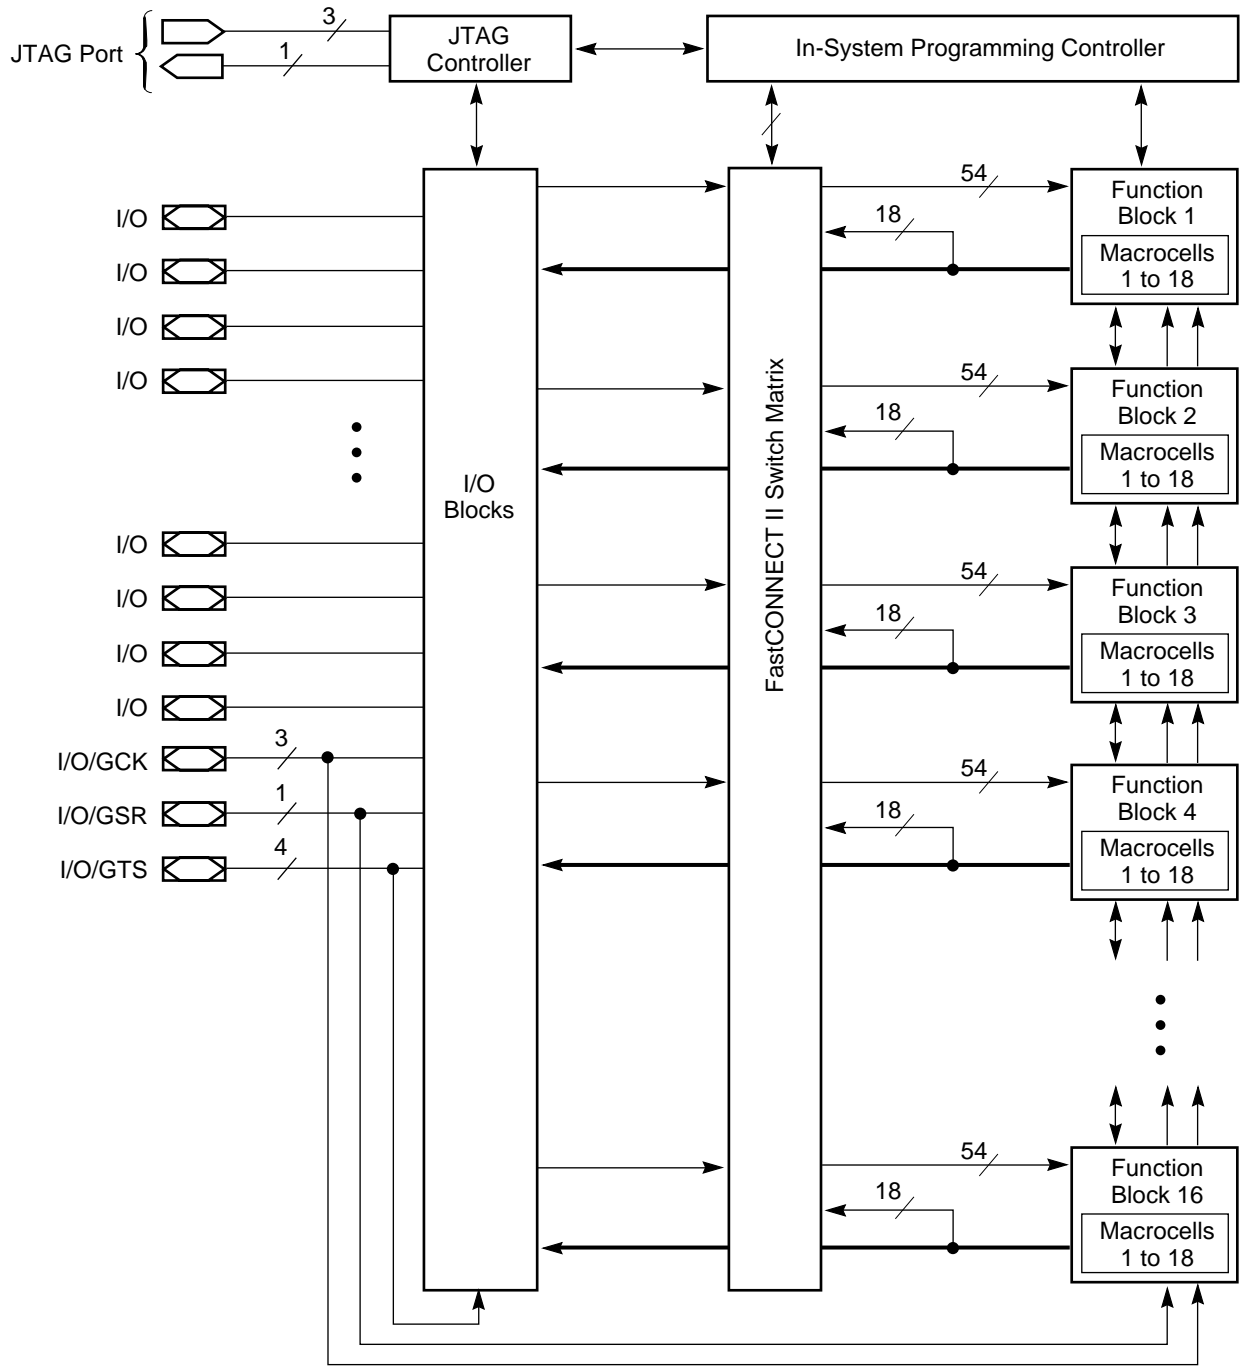 JTAG Port
3
1
JTAG
Controller
In-System Programming Controller
I/O
I/O
I/O
I/O
I/O
I/O
I/O
I/O
I/O/GCK
3
I/O/GSR
1
I/O/GTS
4
I/O
Blocks
FastCONNECT II Switch Matrix
54
18
Function
Block 1
Macrocells
1 to 18
54
18
Function
Block 2
Macrocells
1 to 18
54
18
Function
Block 3
Macrocells
1 to 18
54
18
Function
Block 4
Macrocells
1 to 18
54
18
Function
Block 16
Macrocells
1 to 18